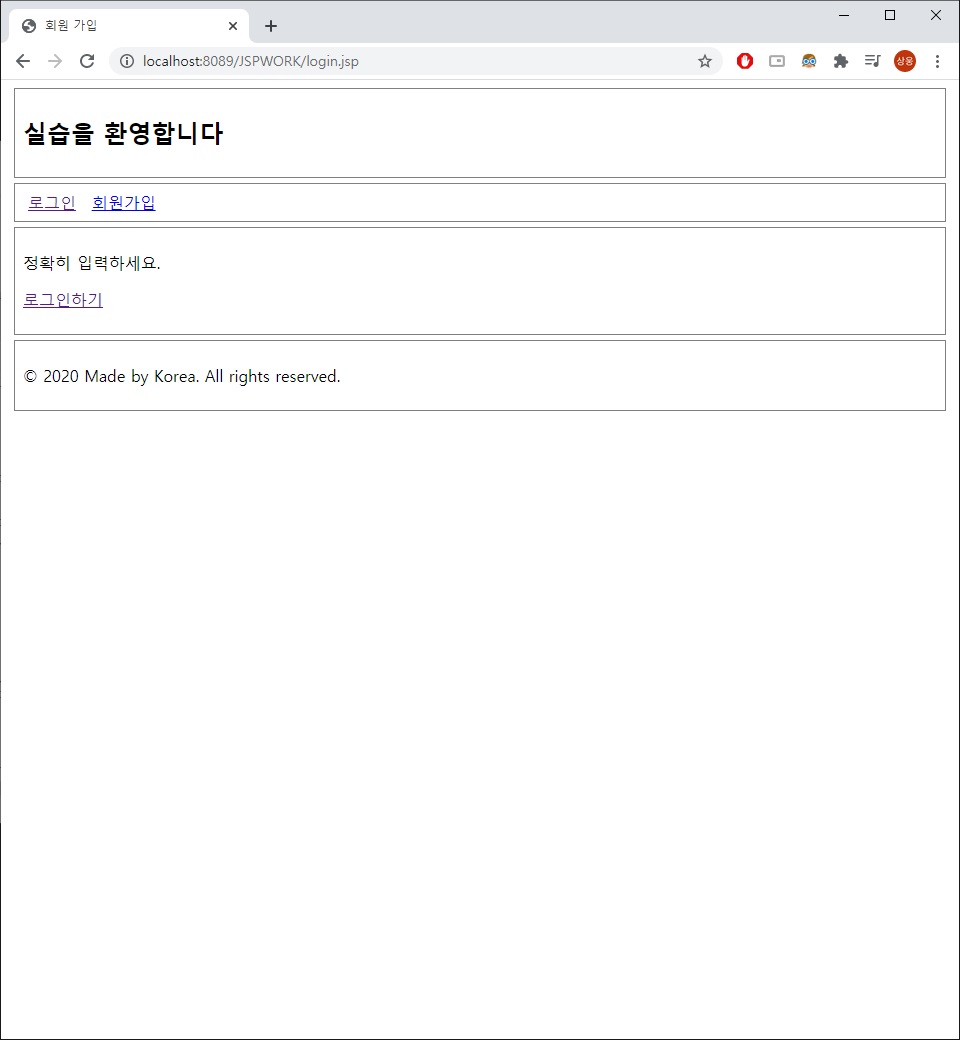 회원 가입
localhost:8089/JSPWORK/login.jsp
상웅
실습을 환영합니다
로그인 회원가입
정확히 입력하세요.
로그인하기
© 2020 Made by Korea. All rights reserved.